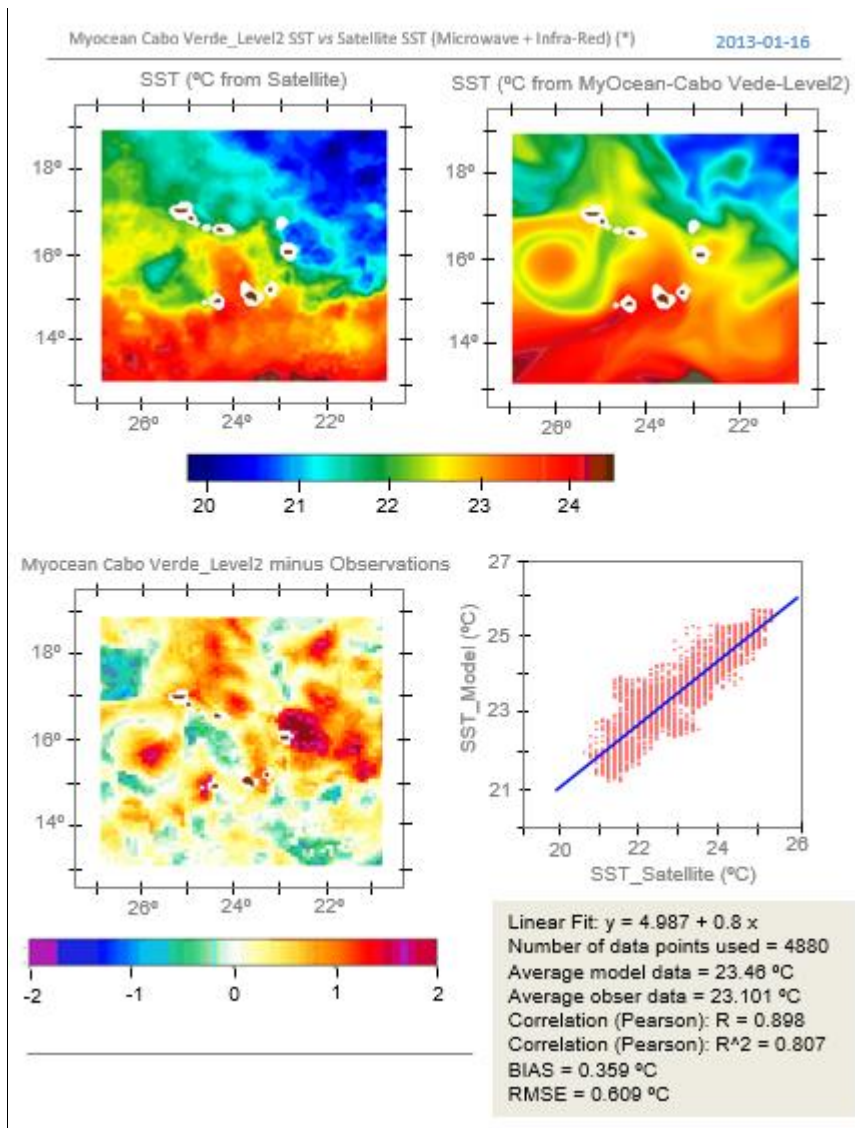 Myocean Cabo Verde_Level2 SST vs Satellite SST (Microwave + Infra-Red) (*)
2013-01-16
SST (ºC from Satellite)
SST (ºC from MyOcean-Cabo Vede-Level2)
18º
16º
14º
26º
24º
22º
18º
16º
14º
26º
24º
22º
20
21
22
23
24
Myocean Cabo Verde_Level2 minus Observations
18º
16º
14º
26º
24º
22º
-2
-1
0
1
2
27
25
23
21
SST_Model (ºC)
20
22
24
26
SST_Satellite (ºC)
Linear Fit: y = 4.987 + 0.8 x
Number of data points used = 4880
Average model data = 23.46 ºC
Average obser data = 23.101 ºC
Correlation (Pearson): R = 0.898
Correlation (Pearson): R^2 = 0.807
BIAS = 0.359 ºC
RMSE = 0.609 ºC